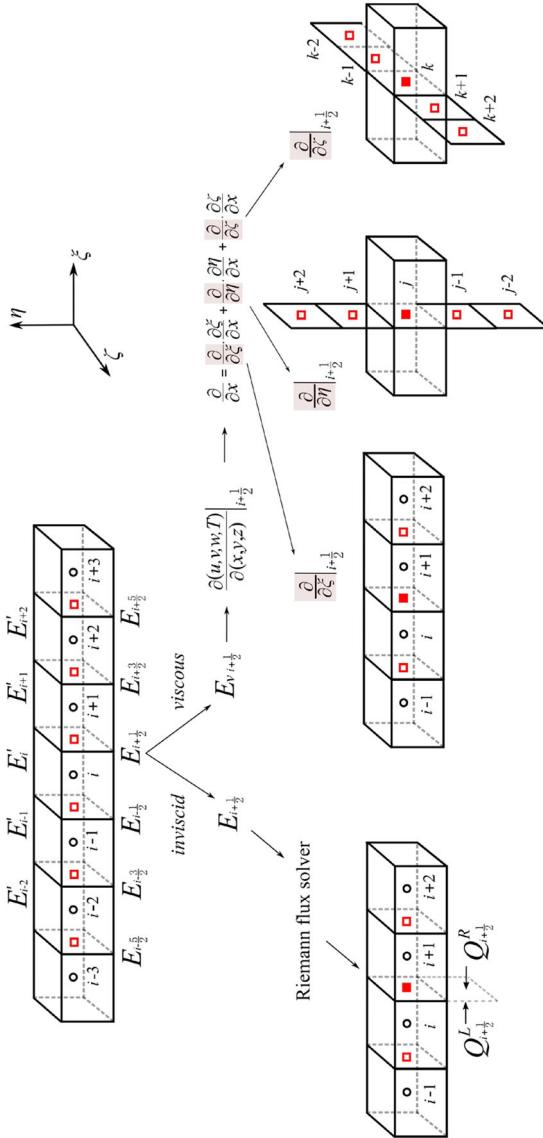 E'_{i-2} E'_{i-1} E'_{i} E'_{i+1} E'_{i+2}
i-3 i-2 i-1 i i+1 i+2 i+3
E_{i-5/2} E_{i-3/2} E_{i-1/2} E_{i+1/2} E_{i+3/2} E_{i+5/2}
η
ξ
ζ
inviscid viscous
E_{i+1/2}
E_{v i+1/2}
∂(u,v,w,T)/∂(x,y,z)|_{i+1/2}
∂/∂x = ∂/∂ξ ∂ξ/∂x + ∂/∂η ∂η/∂x + ∂/∂ζ ∂ζ/∂x
Riemann flux solver
∂/∂ξ|_{i+1/2}
∂/∂η|_{i+1/2}
∂/∂ζ|_{i+1/2}
i-1 i i+1 i+2
Q^L_{i+1/2} Q^R_{i+1/2}
i-1 i i+1 i+2
j+2
j+1
j
j-1
j-2
k-2
k-1
k
k+1
k+2